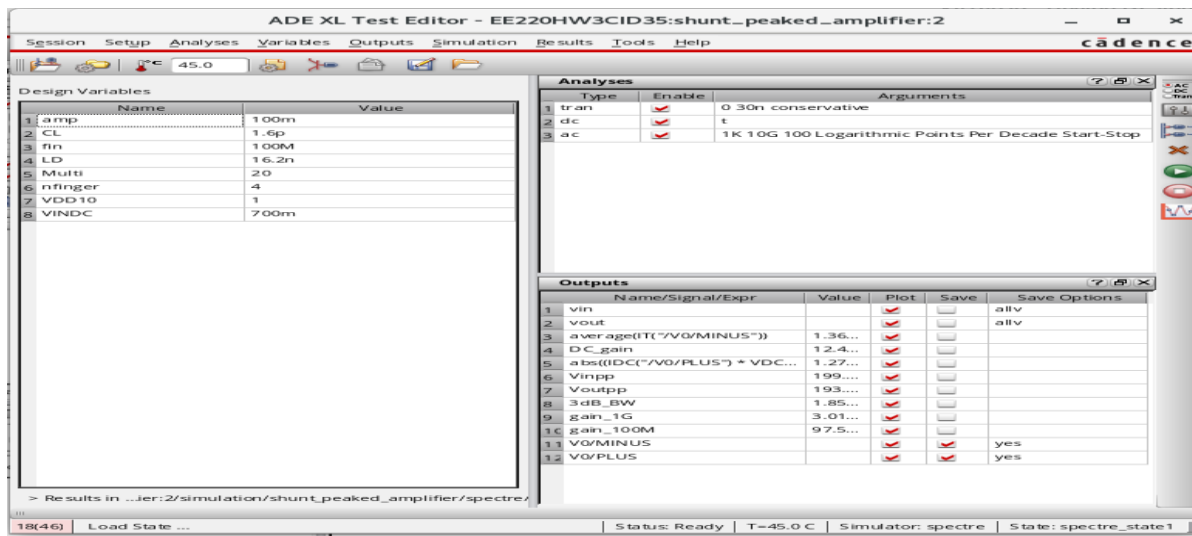 ADE XL Test Editor - EE220HW3CID35:shunt_peaked_amplifier:2
Session Setup Analyses Variables Outputs Simulation Results Tools Help
cādence
°C 45.0
Design Variables
Name Value
1 amp 100m
2 CL 1.6p
3 fin 100M
4 LD 16.2n
5 Multi 20
6 nfinger 4
7 VDD10 1
8 VINDC 700m
> Results in ...ier:2/simulation/shunt_peaked_amplifier/spectre/
Analyses
Type Enable Arguments
1 tran 0 30n conservative
2 dc t
3 ac 1K 10G 100 Logarithmic Points Per Decade Start-Stop
AC
DC
Trans
Outputs
Name/Signal/Expr Value Plot Save Save Options
1 vin allv
2 vout allv
3 average(IT("/V0/MINUS")) 1.36...
4 DC_gain 12.4...
5 abs((IDC("/V0/PLUS") * VDC... 1.27...
6 Vinpp 199....
7 Voutpp 193....
8 3dB_BW 1.85...
9 gain_1G 3.01...
10 gain_100M 97.5...
11 V0/MINUS yes
12 V0/PLUS yes
18(46) Load State ... Status: Ready T=45.0 C Simulator: spectre State: spectre_state1